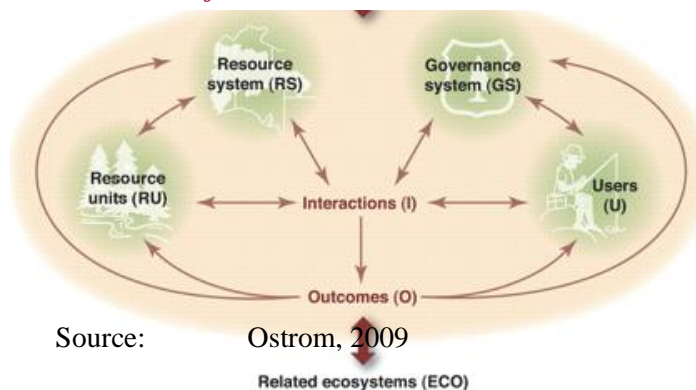 Resource
system (RS)
Governance
system (GS)
Resource
units (RU)
Interactions (I)
Users
(U)
Outcomes (O)
Source: Ostrom, 2009
Related ecosystems (ECO)